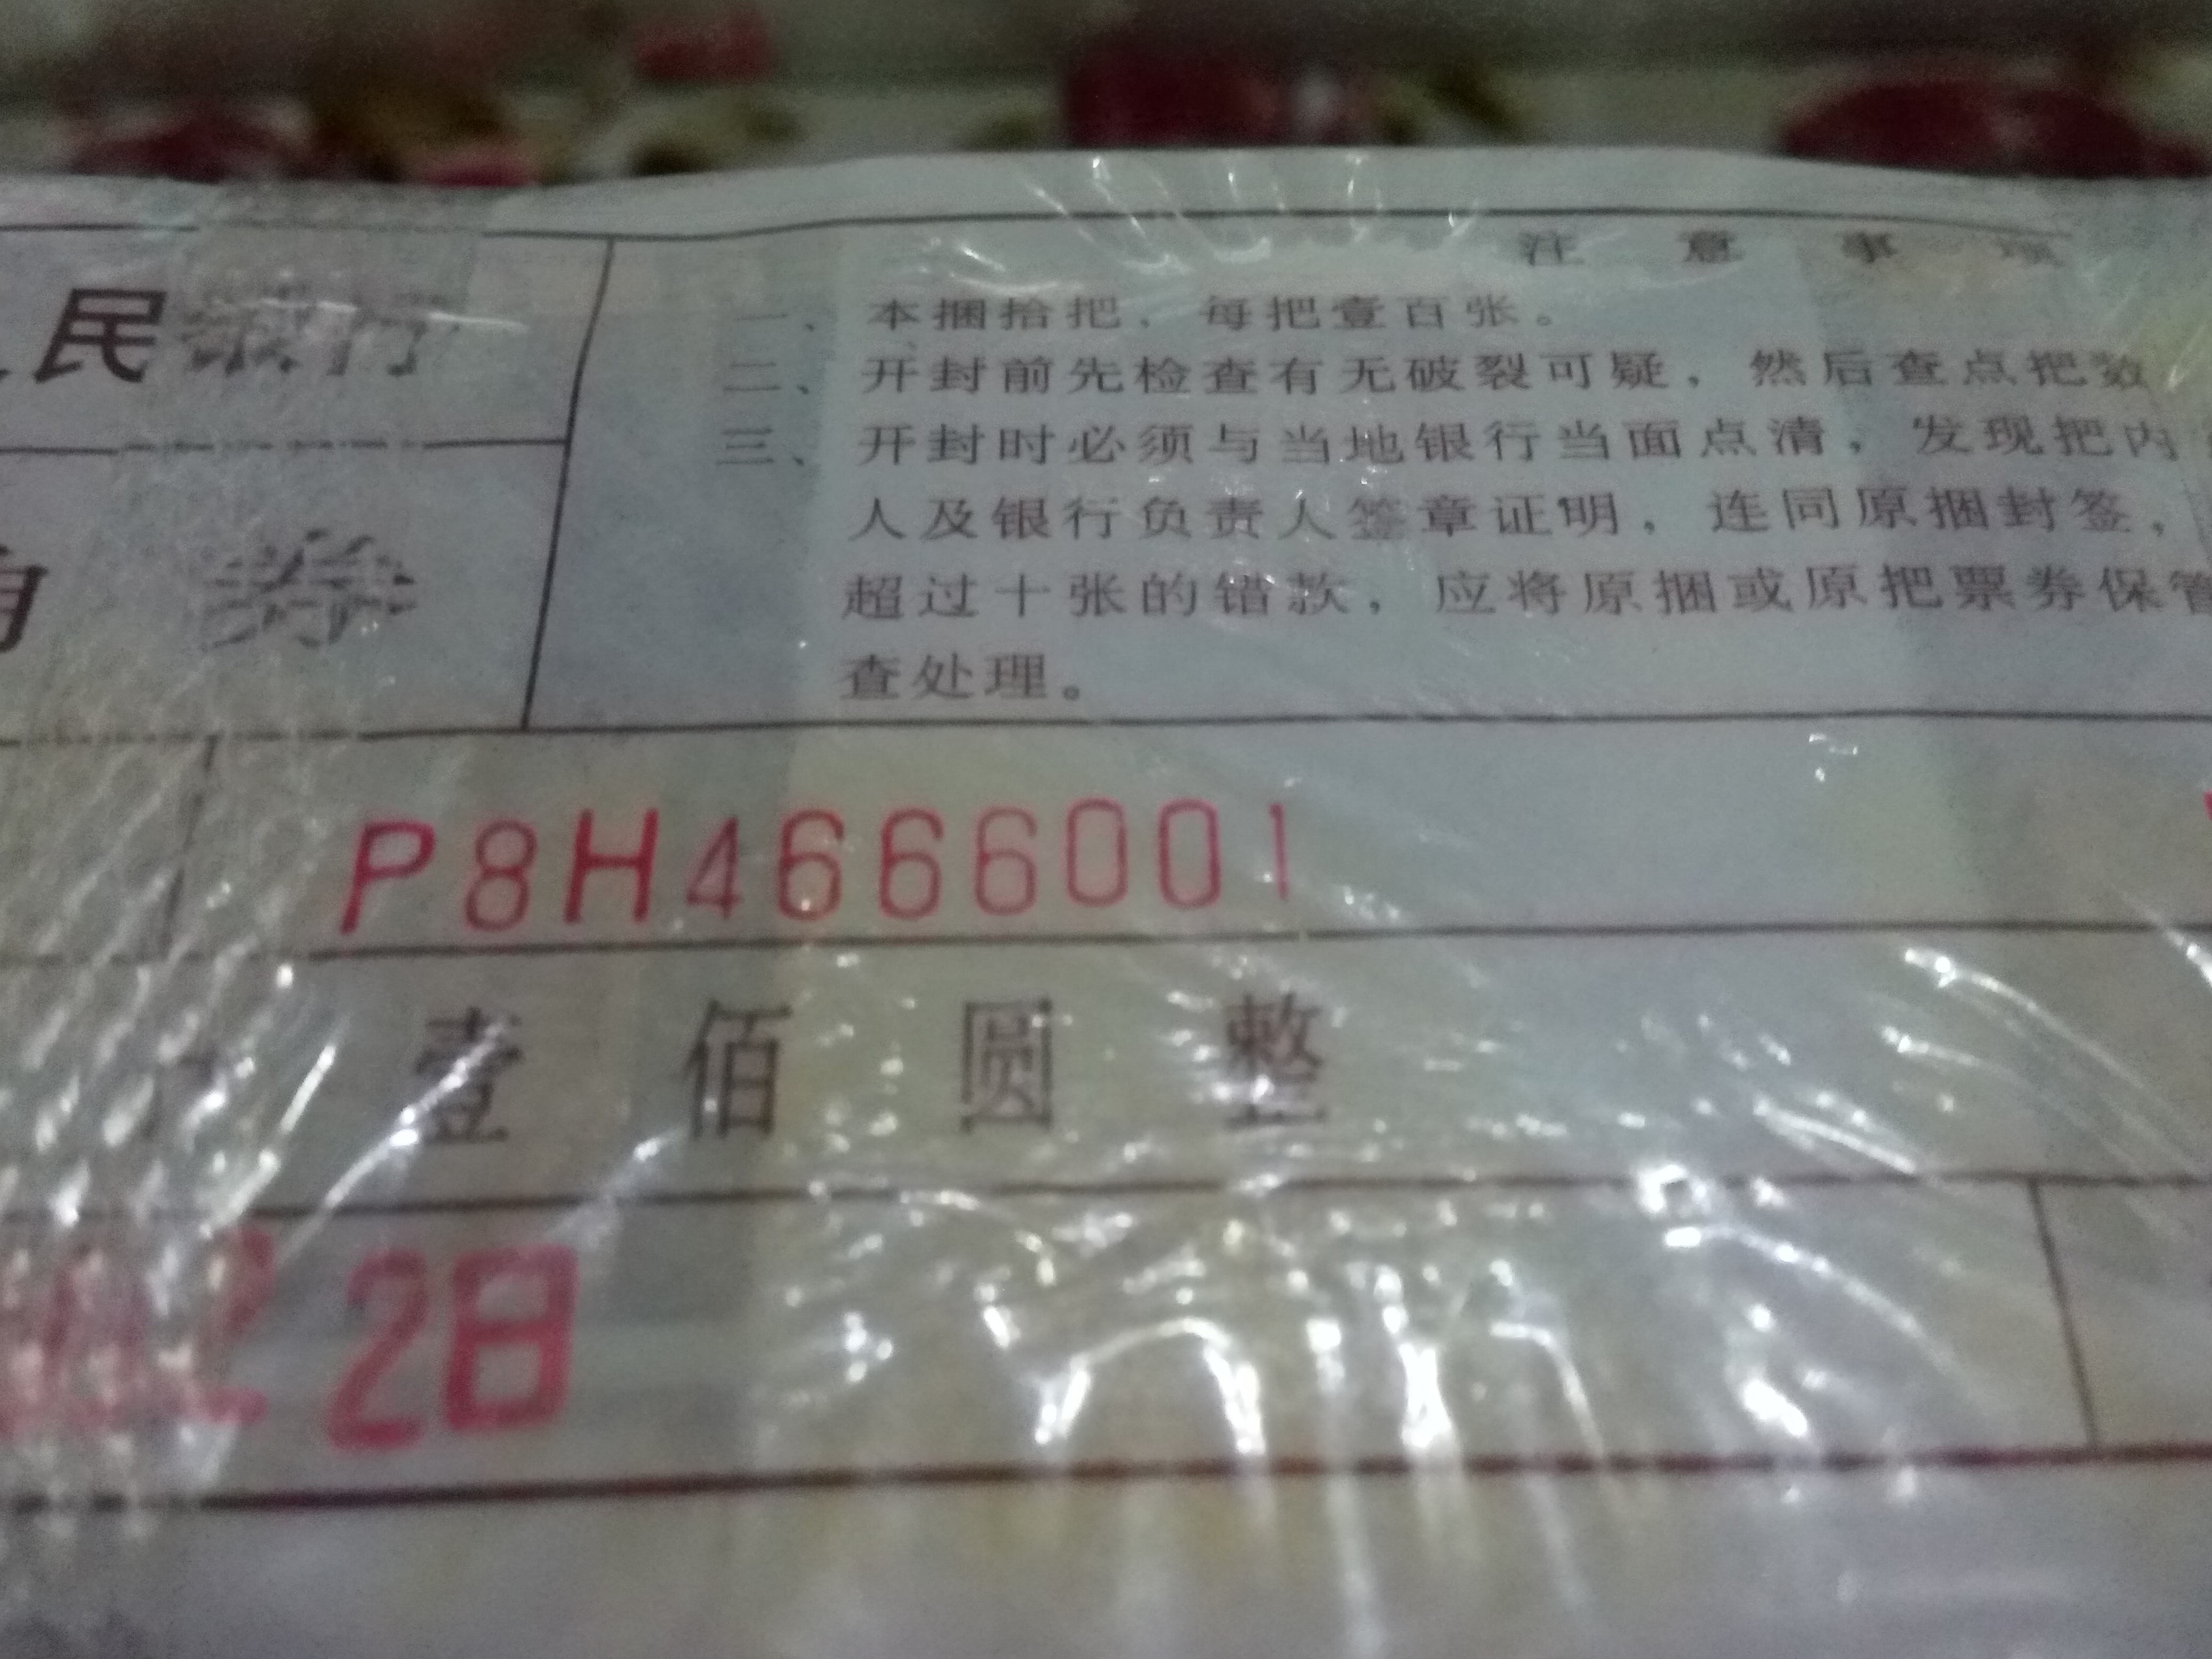 民银行
注意事项
一、本捆拾把，每把壹百张。
二、开封前先检查有无破裂可疑，然后查点把数
三、开封时必须与当地银行当面点清，发现把内
人及银行负责人签章证明，连同原捆封签，
超过十张的错款，应将原捆或原把票券保管
查处理。
角 券
P8H4666001
壹佰圆整
22日